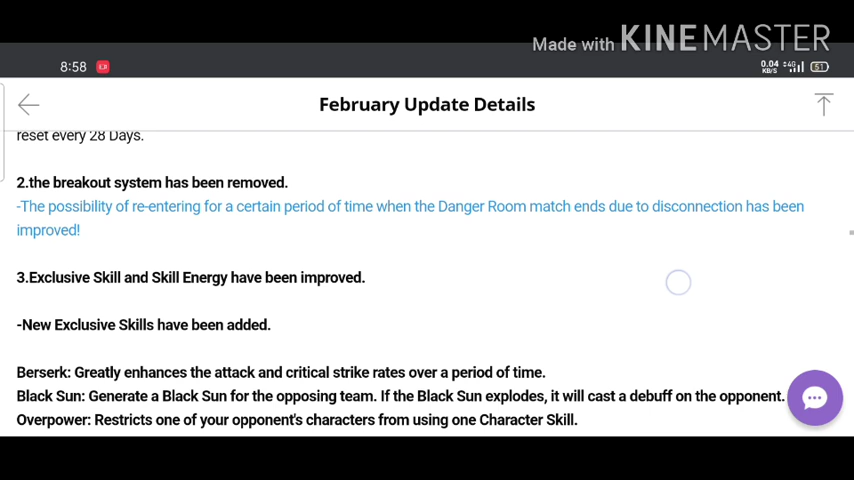 Made with KINEMASTER
8:58
0.04 KB/S 4G 51
February Update Details
reset every 28 Days.
2.the breakout system has been removed.
-The possibility of re-entering for a certain period of time when the Danger Room match ends due to disconnection has been
improved!
3.Exclusive Skill and Skill Energy have been improved.
-New Exclusive Skills have been added.
Berserk: Greatly enhances the attack and critical strike rates over a period of time.
Black Sun: Generate a Black Sun for the opposing team. If the Black Sun explodes, it will cast a debuff on the opponent.
Overpower: Restricts one of your opponent's characters from using one Character Skill.